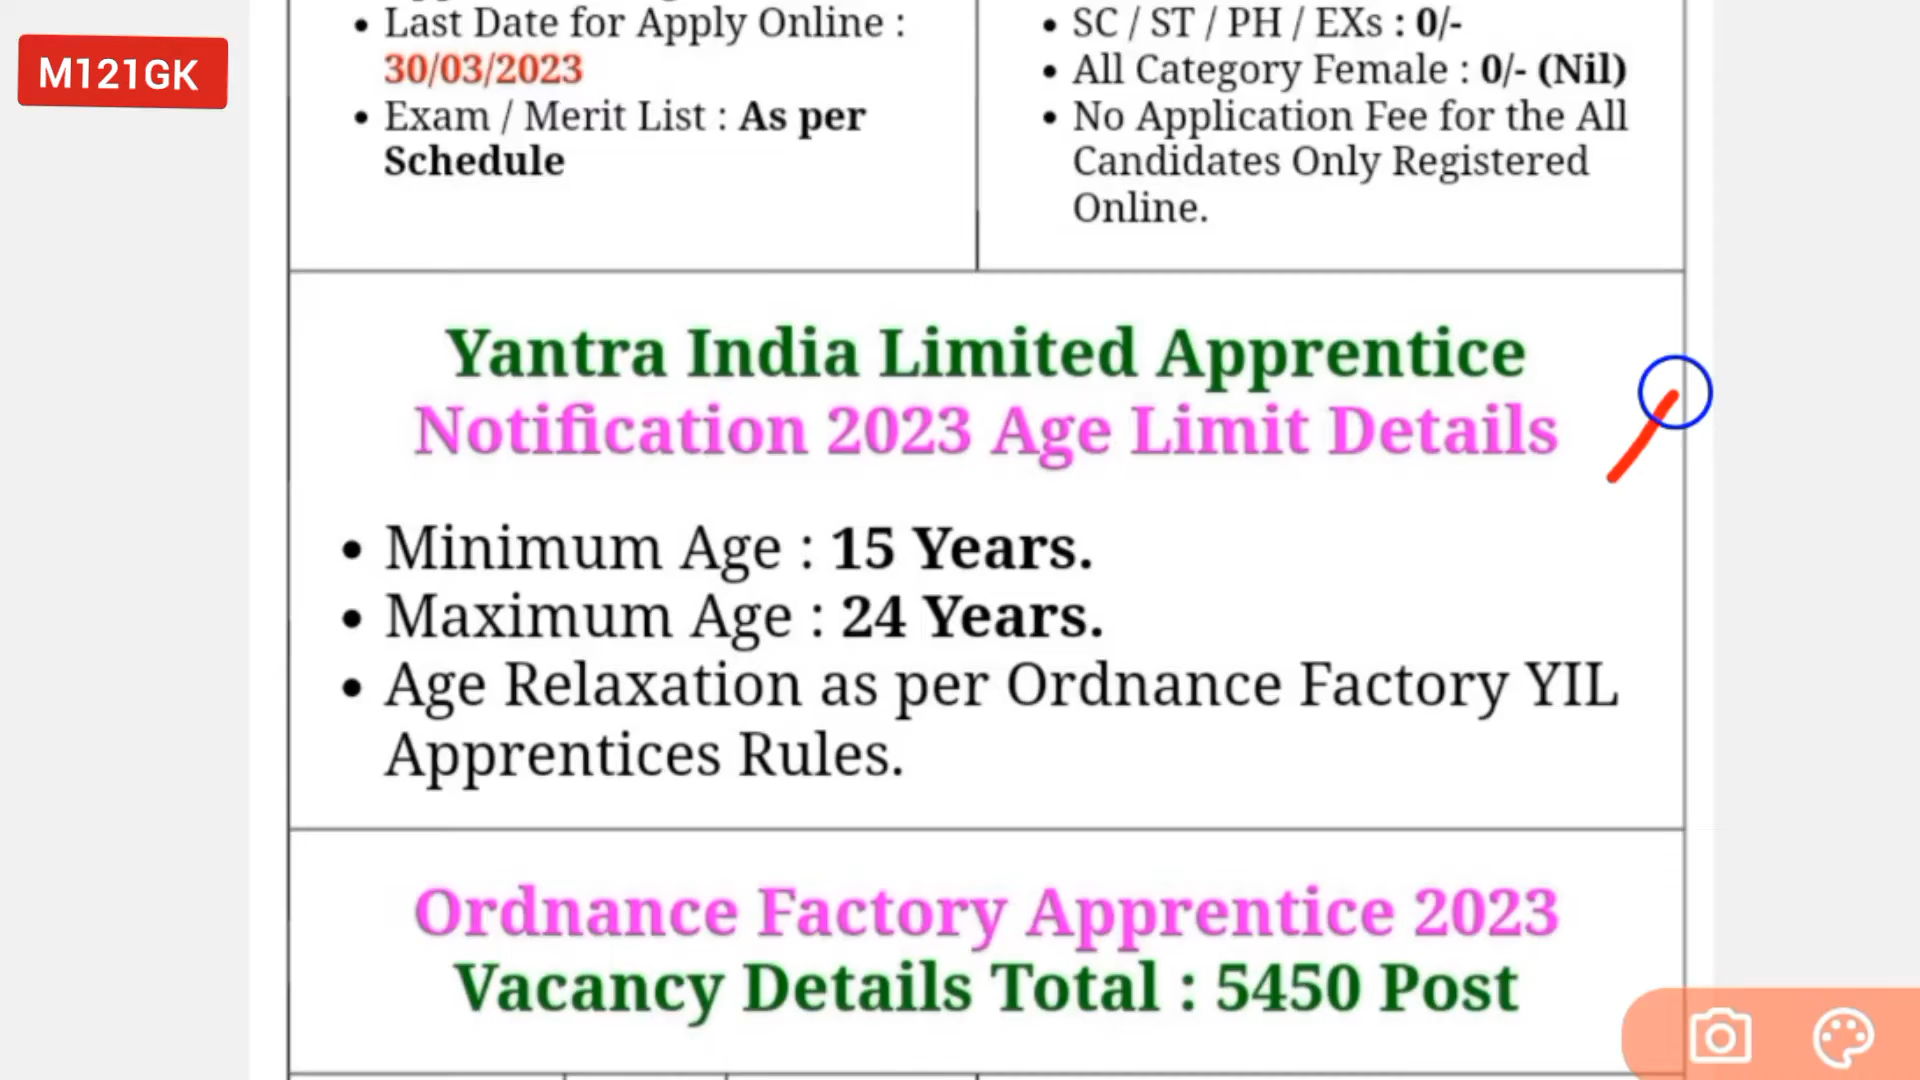 M121GK
Last Date for Apply Online :
30/03/2023
Exam / Merit List : As per
Schedule
SC / ST / PH / EXs : 0/-
All Category Female : 0/- (Nil)
No Application Fee for the All
Candidates Only Registered
Online.
Yantra India Limited Apprentice
Notification 2023 Age Limit Details
Minimum Age : 15 Years.
Maximum Age : 24 Years.
Age Relaxation as per Ordnance Factory YIL
Apprentices Rules.
Ordnance Factory Apprentice 2023
Vacancy Details Total : 5450 Post